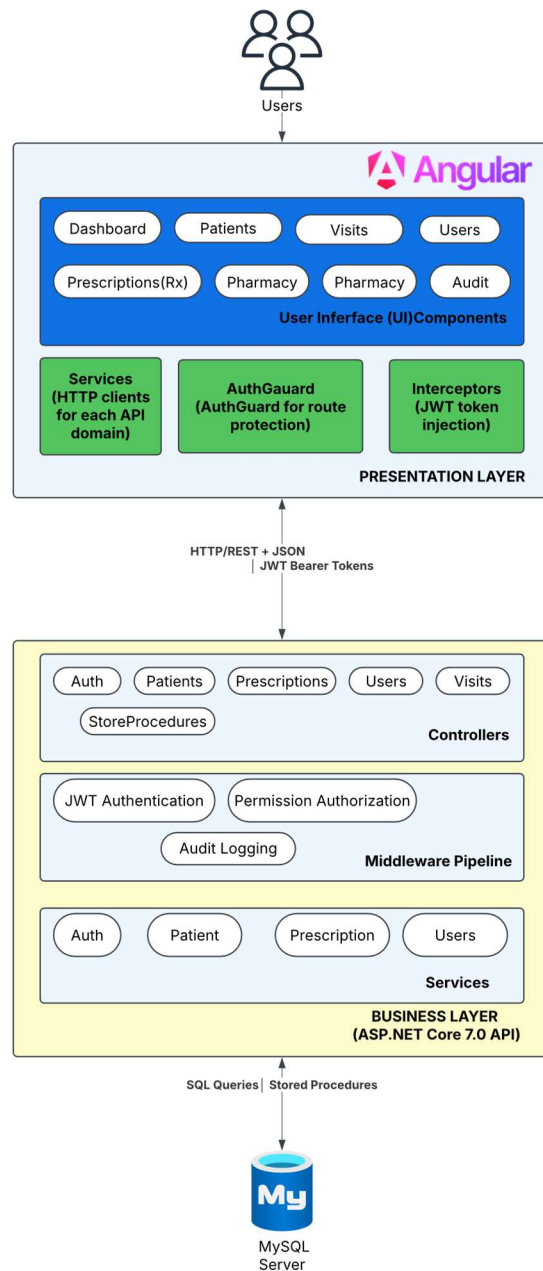 Users
Angular
Dashboard
Patients
Visits
Users
Prescriptions(Rx)
Pharmacy
Pharmacy
Audit
User Inferface (UI)Components
Services
(HTTP clients
for each API
domain)
AuthGauard
(AuthGuard for route
protection)
Interceptors
(JWT token
injection)
PRESENTATION LAYER
HTTP/REST + JSON
| JWT Bearer Tokens
Auth
Patients
Prescriptions
Users
Visits
StoreProcedures
Controllers
JWT Authentication
Permission Authorization
Audit Logging
Middleware Pipeline
Auth
Patient
Prescription
Users
Services
BUSINESS LAYER
(ASP.NET Core 7.0 API)
SQL Queries | Stored Procedures
My
MySQL
Server